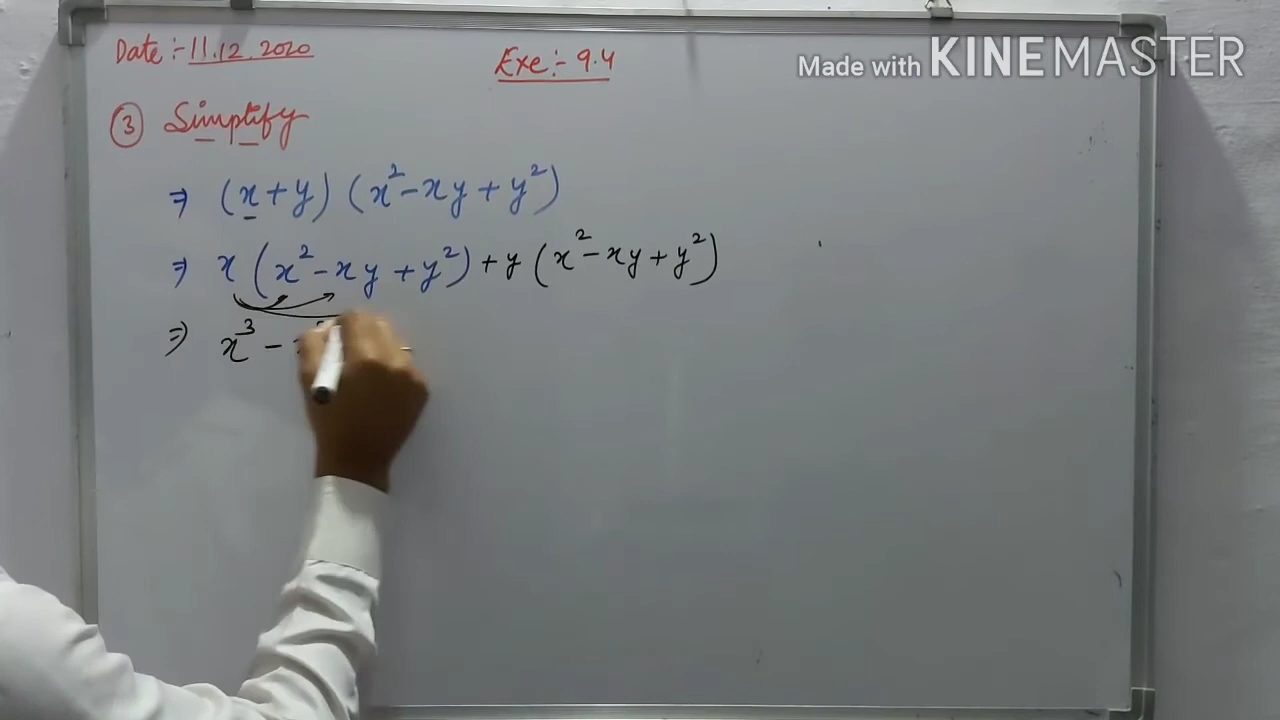 Date :- 11.12.2020
Exe:- 9.4
Made with KINEMASTER
③ Simplify
⇒ (x + y) (x² - xy + y²)
⇒ x (x² - xy + y²) + y (x² - xy + y²)
⇒ x³ -